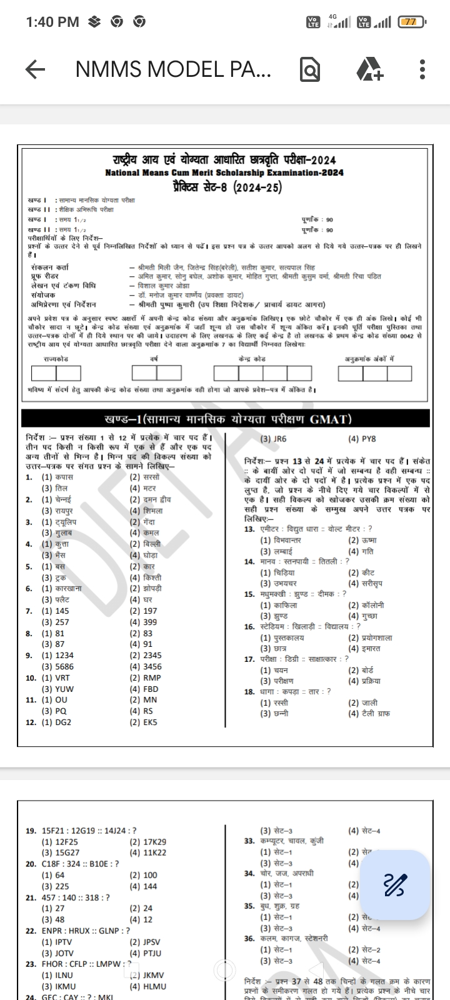 1:40 PM 4G Vo LTE Vo LTE 77
NMMS MODEL PA...
राष्ट्रीय आय एवं योग्यता आधारित छात्रवृति परीक्षा-2024
National Means Cum Merit Scholarship Examination-2024
प्रैक्टिस सेट-8 (2024-25)
खण्ड I : सामान्य मानसिक योग्यता परीक्षा
खण्ड II : शैक्षिक अभिरूचि परीक्षा
खण्ड I : समय 1 1/2 पूर्णांक : 90
खण्ड II : समय 1 1/2 पूर्णांक : 90
परीक्षार्थियों के लिए निर्देश—
प्रश्नों के उत्तर देने से पूर्व निम्नलिखित निर्देशों को ध्यान से पढ़ें। इस प्रश्न पत्र के उत्तर आपको अलग से दिये गये उत्तर-पत्रक पर ही लिखने
हैं।
संकलन कर्ता — श्रीमती मिली जैन, जितेन्द्र सिंह(बरेली), सतीश कुमार, सत्यपाल सिंह
प्रूफ रीडर — अमित कुमार, सोनु बघेल, अशोक कुमार, मोहित गुप्ता, श्रीमती कुसुम वर्मा, श्रीमती रिचा पंडित
लेखन एवं टंकण विधि — विशाल कुमार ओझा
संयोजक — डॉ. मनोज कुमार वार्ष्णेय (प्रवक्ता डायट)
अभिप्रेरणा एवं निर्देशन — श्रीमती पुष्पा कुमारी (उप शिक्षा निदेशक/ प्राचार्य डायट आगरा)
अपने प्रवेश पत्र के अनुसार स्पष्ट अक्षरों में अपनी केन्द्र कोड संख्या और अनुक्रमांक लिखिए। एक छोटे चौकोर में एक ही अंक लिखे। कोई भी
चौकोर सादा न छूटे। केन्द्र कोड संख्या एवं अनुक्रमांक में जहाँ शून्य हो उस चौकोर में शून्य अंकित करें। इनकी पूर्ति परीक्षा पुस्तिका तथा
उत्तर-पत्रक दोनों में ही दिये स्थान पर की जाये। उदाहरण के लिए लखनऊ के लिए कई केन्द्र है तो लखनऊ के प्रथम केन्द्र कोड संख्या 0042 से
राष्ट्रीय आय एवं योग्यता आधारित छात्रवृति परीक्षा देने वाला अनुक्रमांक 7 का विद्यार्थी निम्नवत लिखेगाः
राज्यकोड वर्ष केन्द्र कोड अनुक्रमांक अंकों में
भविष्य में संदर्भ हेतु आपकी केन्द्र कोड संख्या तथा अनुक्रमांक वही होगा जो आपके प्रवेश-पत्र में अंकित है।
खण्ड-1(सामान्य मानसिक योग्यता परीक्षण GMAT)
निर्देश :— प्रश्न संख्या 1 से 12 में प्रत्येक में चार पद हैं।
तीन पद किसी न किसी रूप में एक से हैं और एक पद
अन्य तीनों से भिन्न है। भिन्न पद की विकल्प संख्या को
उत्तर-पत्रक पर संगत प्रश्न के सामने लिखिए—
1. (1) कपास (2) सरसों
(3) तिल (4) मटर
2. (1) चेन्नई (2) दमन द्वीव
(3) रायपुर (4) शिमला
3. (1) ट्यूलिप (2) गेंदा
(3) गुलाब (4) कमल
4. (1) कुत्ता (2) बिल्ली
(3) भैंस (4) घोड़ा
5. (1) बस (2) कार
(3) ट्रक (4) किश्ती
6. (1) कारखाना (2) झोपड़ी
(3) फ्लैट (4) घर
7. (1) 145 (2) 197
(3) 257 (4) 399
8. (1) 81 (2) 83
(3) 87 (4) 91
9. (1) 1234 (2) 2345
(3) 5686 (4) 3456
10. (1) VRT (2) RMP
(3) YUW (4) FBD
11. (1) OU (2) MN
(3) PQ (4) RS
12. (1) DG2 (2) EK5
(3) JR6 (4) PY8
निर्देशः— प्रश्न 13 से 24 में प्रत्येक में चार पद हैं। संकेत
:: के बायीं ओर दो पदों में जो सम्बन्ध है वही सम्बन्ध ::
के दायीं ओर के दो पदों में है। प्रत्येक प्रश्न में एक पद
लुप्त है, जो प्रश्न के नीचे दिए गये चार विकल्पों में से
एक है। सही विकल्प को खोजकर उसकी क्रम संख्या को
सही प्रश्न संख्या के सम्मुख अपने उत्तर पत्रक पर
लिखिएः—
13. एमीटर : विद्युत धारा :: वोल्ट मीटर : ?
(1) विभवान्तर (2) ऊष्मा
(3) लम्बाई (4) गति
14. मानव : स्तनपायी :: तितली : ?
(1) चिड़िया (2) कीट
(3) उभयचर (4) सरीसृप
15. मधुमक्खी : झुण्ड :: दीमक : ?
(1) काफिला (2) कॉलोनी
(3) झुण्ड (4) गुच्छा
16. स्टेडियम : खिलाड़ी :: विद्यालय : ?
(1) पुस्तकालय (2) प्रयोगशाला
(3) छात्र (4) इमारत
17. परीक्षा : डिग्री :: साक्षात्कार : ?
(1) चयन (2) बोर्ड
(3) परीक्षण (4) प्रक्रिया
18. धागा : कपड़ा :: तार : ?
(1) रस्सी (2) जाली
(3) छन्नी (4) टैली ग्राफ
19. 15F21 : 12G19 :: 14J24 : ?
(1) 12F25 (2) 17K29
(3) 15G27 (4) 11K22
20. C18F : 324 :: B10E : ?
(1) 64 (2) 100
(3) 225 (4) 144
21. 457 : 140 :: 318 : ?
(1) 27 (2) 24
(3) 48 (4) 12
22. ENPR : HRUX :: GLNP : ?
(1) IPTV (2) JPSV
(3) JOTV (4) PTJU
23. FHOR : CFLP :: LMPW : ?
(1) ILNU (2) JKMV
(3) IKMU (4) HLMU
24. GEC : CAY :: ? : MKI
(3) सेट-3 (4) सेट-4
33. कम्प्यूटर, चावल, कुंजी
(1) सेट-1 (2) सेट
(3) सेट-3 (4)
34. चोर, जज, अपराधी
(1) सेट-1 (2)
(3) सेट-3 (4)
35. बुध, शुक्र, ग्रह
(1) सेट-1 (2)
(3) सेट-3 (4) सेट-4
36. कलम, कागज, स्टेशनरी
(1) सेट-1 (2) सेट-2
(3) सेट-3 (4) सेट-4
निर्देश :— प्रश्न 37 से 48 तक चिन्हों के गलत क्रम के कारण
प्रश्नों के समीकरण गलत हो गये हैं। प्रत्येक प्रश्न के नीचे चार